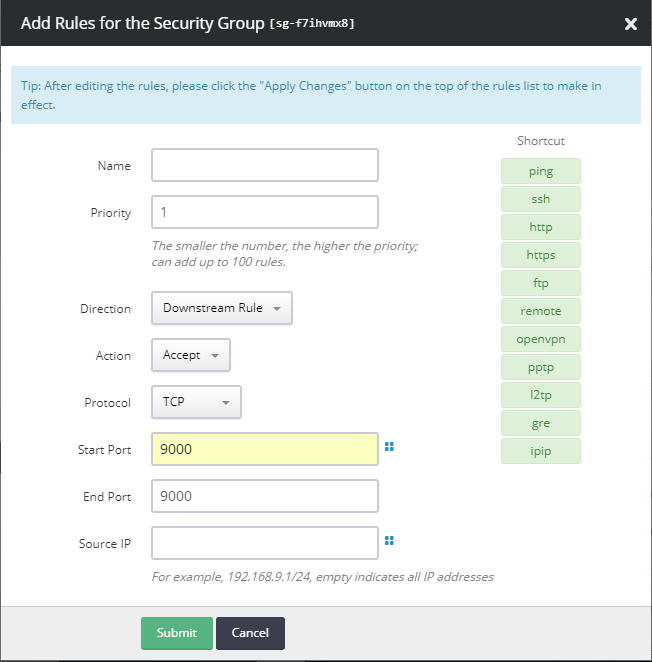 Add Rules for the Security Group [sg-f7ihvmx8]
Tip: After editing the rules, please click the "Apply Changes" button on the top of the rules list to make in
effect.
Shortcut
Name
Priority
1
The smaller the number, the higher the priority;
can add up to 100 rules.
Direction
Downstream Rule
Action
Accept
Protocol
TCP
Start Port
9000
End Port
9000
Source IP
For example, 192.168.9.1/24, empty indicates all IP addresses
ping
ssh
http
https
ftp
remote
openvpn
pptp
l2tp
gre
ipip
Submit
Cancel